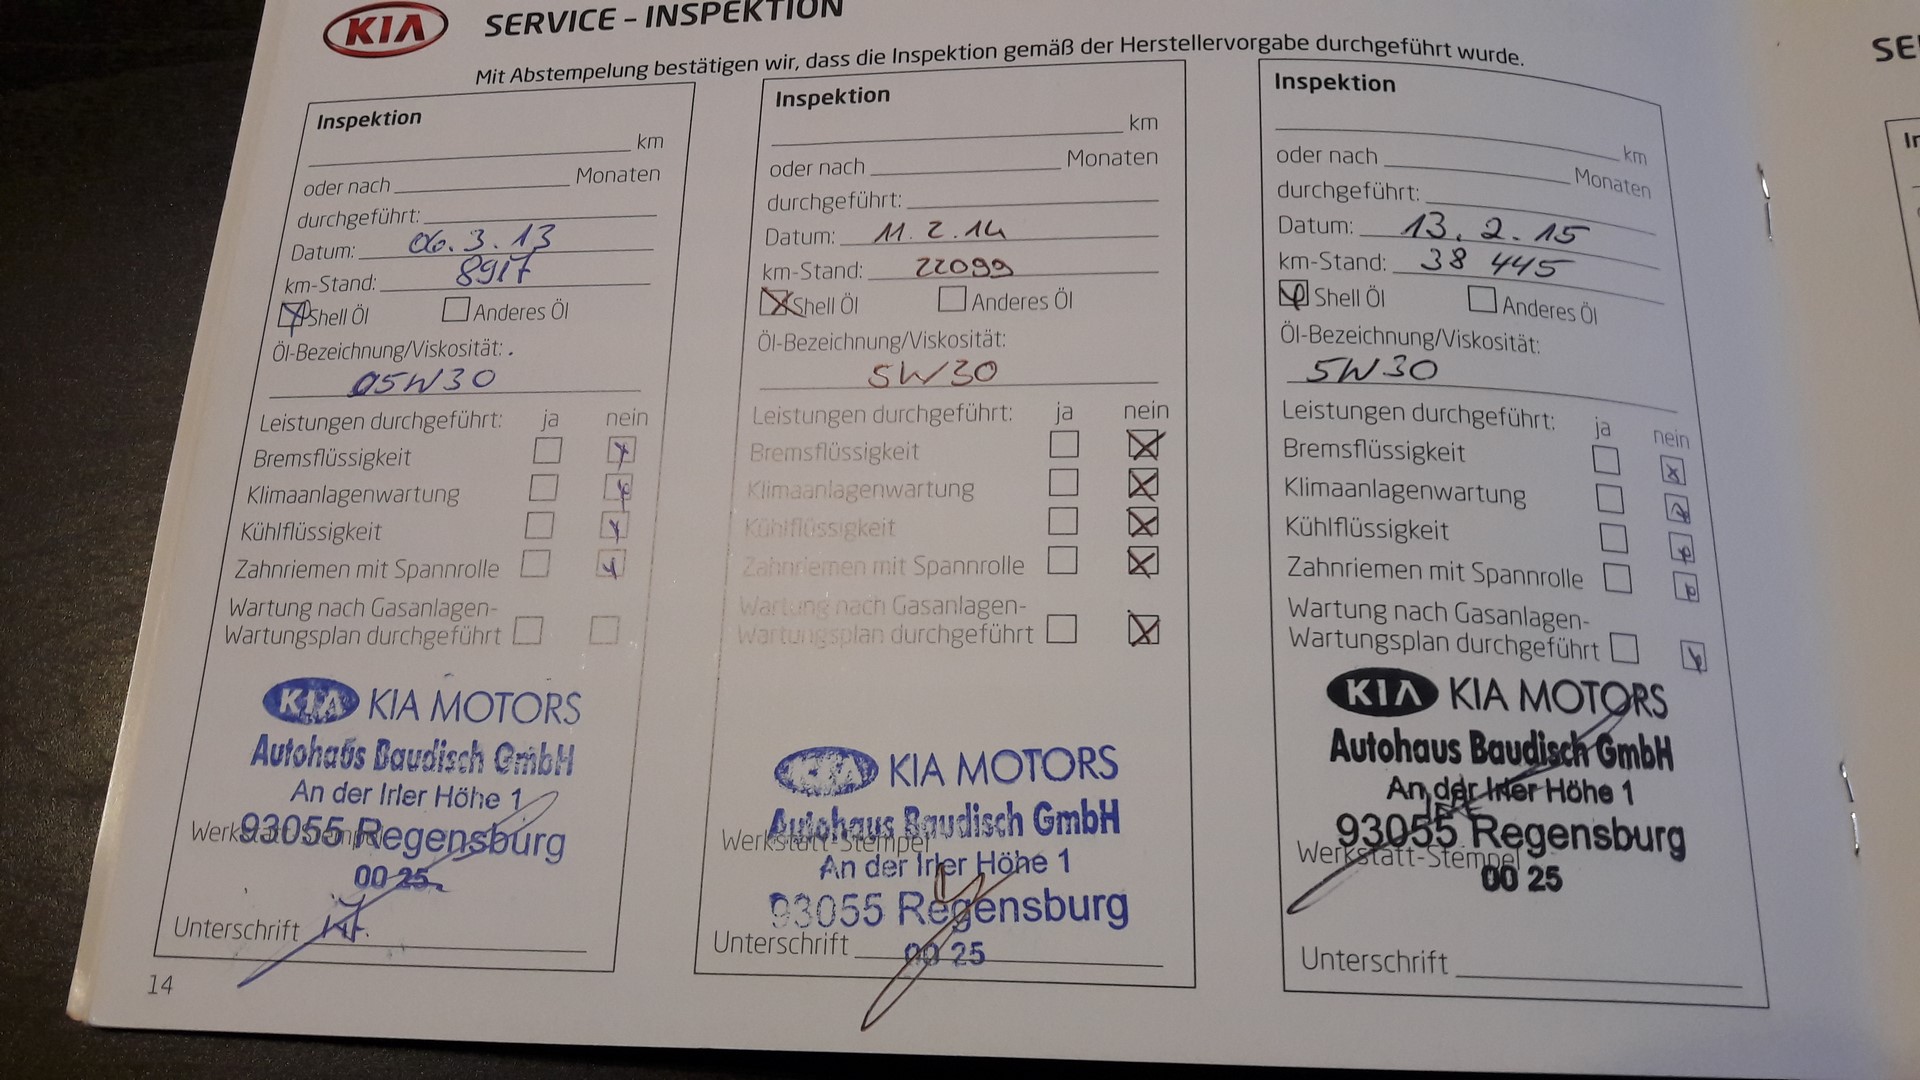 KIA
SERVICE – INSPEKTION
Mit Abstempelung bestätigen wir, dass die Inspektion gemäß der Herstellervorgabe durchgeführt wurde.
Inspektion
km
oder nach Monaten
durchgeführt:
Datum: 06.3.13
km-Stand: 8917
Shell Öl Anderes Öl
Öl-Bezeichnung/Viskosität:
05W30
Leistungen durchgeführt: ja nein
Bremsflüssigkeit
Klimaanlagenwartung
Kühlflüssigkeit
Zahnriemen mit Spannrolle
Wartung nach Gasanlagen-
Wartungsplan durchgeführt
KIA KIA MOTORS
Autohaus Baudisch GmbH
An der Irler Höhe 1
93055 Regensburg
Werkstatt-Stempel
00 25
Unterschrift
14
Inspektion
km
oder nach Monaten
durchgeführt:
Datum: 11.2.14
km-Stand: 22099
Shell Öl Anderes Öl
Öl-Bezeichnung/Viskosität:
5W30
Leistungen durchgeführt: ja nein
Bremsflüssigkeit
Klimaanlagenwartung
Kühlflüssigkeit
Zahnriemen mit Spannrolle
Wartung nach Gasanlagen-
Wartungsplan durchgeführt
KIA KIA MOTORS
Autohaus Baudisch GmbH
Werkstatt-Stempel
An der Irler Höhe 1
93055 Regensburg
Unterschrift
00 25
Inspektion
km
oder nach Monaten
durchgeführt:
Datum: 13.2.15
km-Stand: 38 445
Shell Öl Anderes Öl
Öl-Bezeichnung/Viskosität:
5W30
Leistungen durchgeführt: ja nein
Bremsflüssigkeit
Klimaanlagenwartung
Kühlflüssigkeit
Zahnriemen mit Spannrolle
Wartung nach Gasanlagen-
Wartungsplan durchgeführt
KIA KIA MOTORS
Autohaus Baudisch GmbH
An der Irler Höhe 1
93055 Regensburg
Werkstatt-Stempel
00 25
Unterschrift
SE